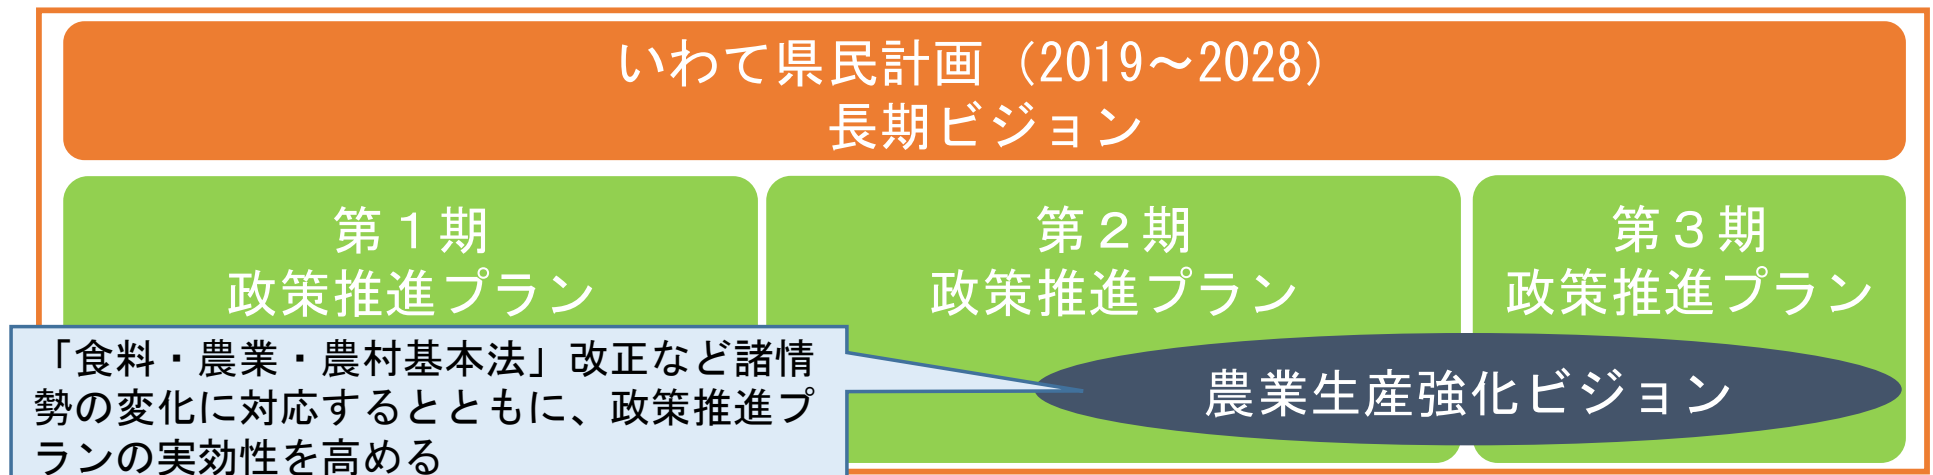 いわて県民計画（2019～2028）
長期ビジョン
第１期
政策推進プラン
第２期
政策推進プラン
第３期
政策推進プラン
「食料・農業・農村基本法」改正など諸情
勢の変化に対応するとともに、政策推進プ
ランの実効性を高める
農業生産強化ビジョン